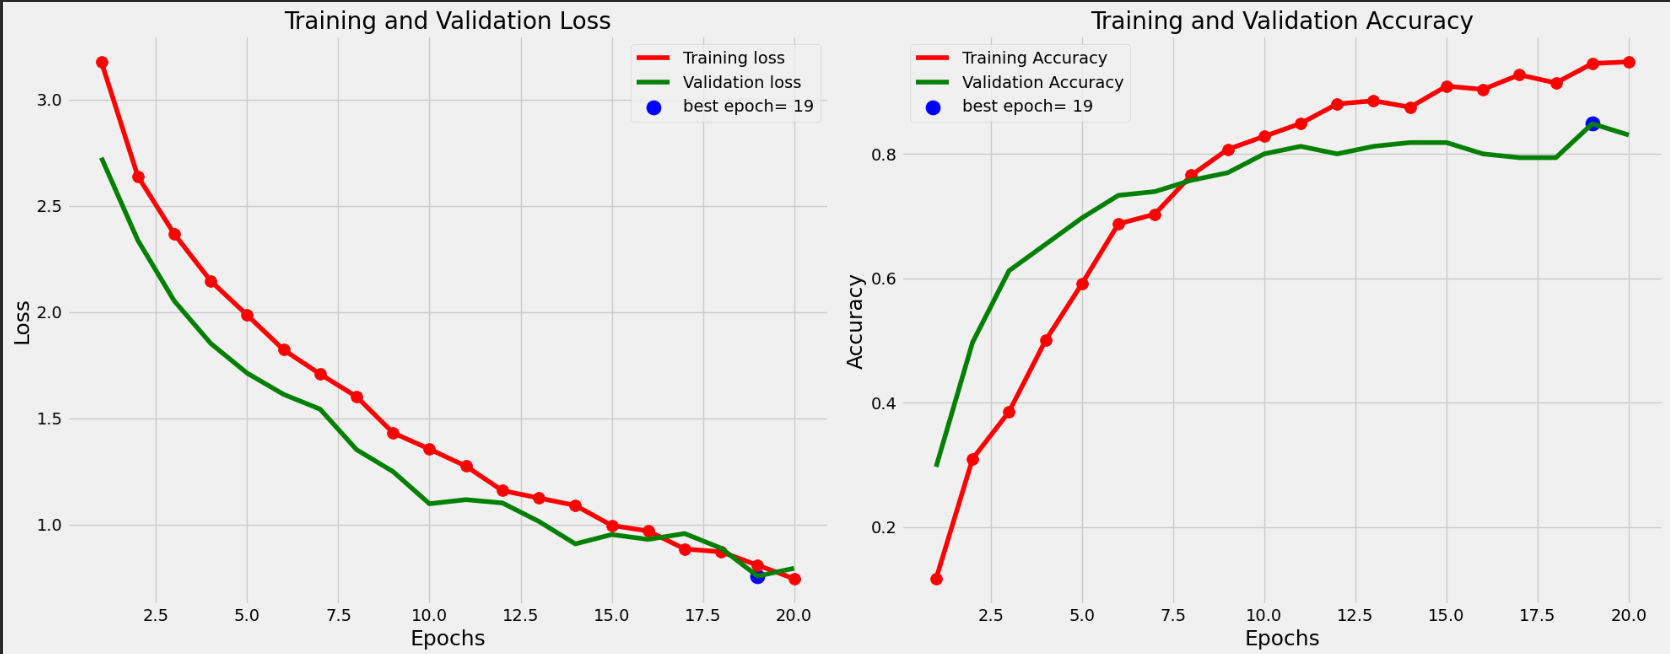 Training and Validation Loss
Training loss
Validation loss
best epoch= 19
3.0
2.5
2.0
1.5
1.0
Loss
2.5 5.0 7.5 10.0 12.5 15.0 17.5 20.0
Epochs
Training and Validation Accuracy
Training Accuracy
Validation Accuracy
best epoch= 19
0.8
0.6
0.4
0.2
Accuracy
2.5 5.0 7.5 10.0 12.5 15.0 17.5 20.0
Epochs